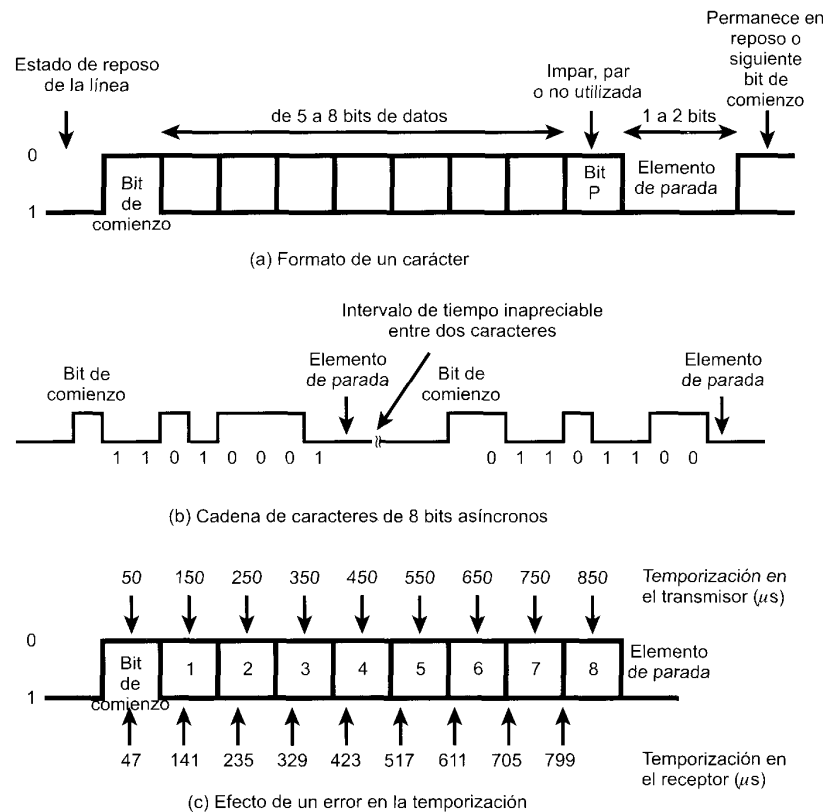 Estado de reposo
de la línea
de 5 a 8 bits de datos
Impar, par
o no utilizada
1 a 2 bits
Permanece en
reposo o
siguiente
bit de
comienzo
0
1
Bit
de
comienzo
Bit
P
Elemento
de parada
(a) Formato de un carácter
Intervalo de tiempo inapreciable
entre dos caracteres
Bit de
comienzo
Elemento
de parada
Bit de
comienzo
Elemento
de parada
1 1 0 1 0 0 0 1
0 1 1 0 1 1 0 0
(b) Cadena de caracteres de 8 bits asíncronos
50 150 250 350 450 550 650 750 850
Temporización en
el transmisor (μs)
0
1
Bit
de
comienzo
1 2 3 4 5 6 7 8
Elemento
de parada
47 141 235 329 423 517 611 705 799
Temporización en
el receptor (μs)
(c) Efecto de un error en la temporización